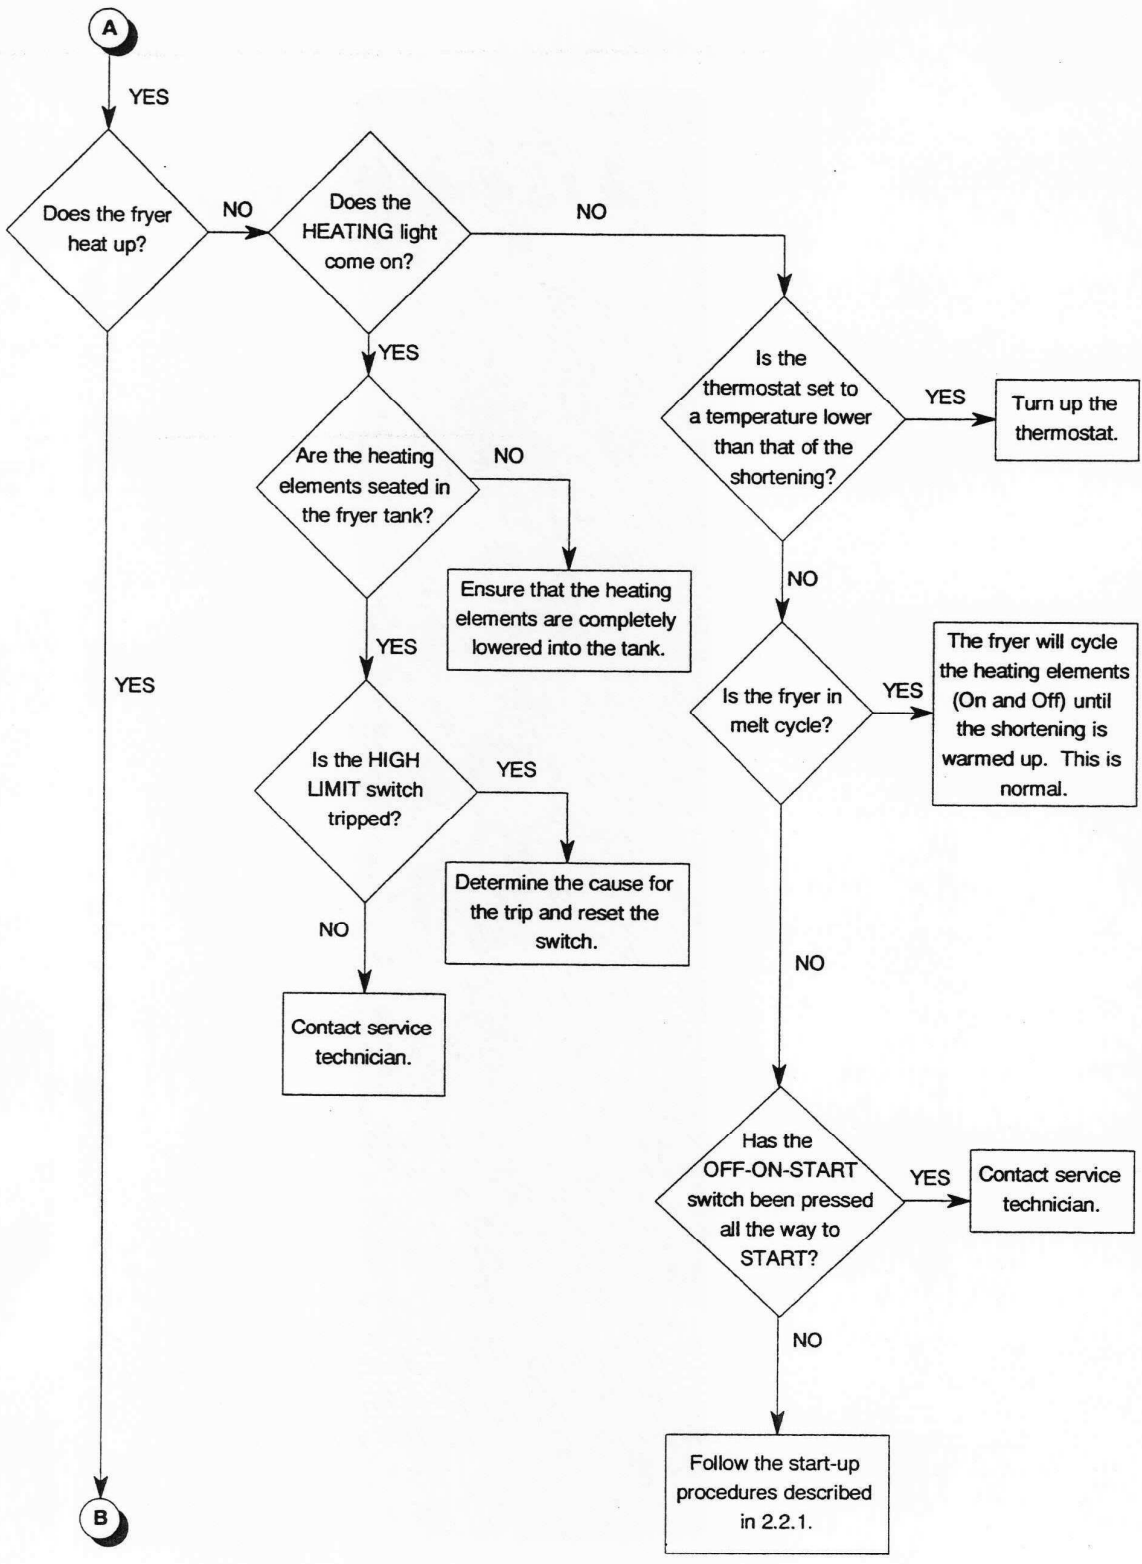 A
YES
Does the fryer
heat up?
NO
Does the
HEATING light
come on?
NO
YES
Is the
thermostat set to
a temperature lower
than that of the
shortening?
YES
Turn up the
thermostat.
Are the heating
elements seated in
the fryer tank?
NO
Ensure that the heating
elements are completely
lowered into the tank.
NO
YES
YES
Is the fryer in
melt cycle?
YES
The fryer will cycle
the heating elements
(On and Off) until
the shortening is
warmed up. This is
normal.
Is the HIGH
LIMIT switch
tripped?
YES
Determine the cause for
the trip and reset the
switch.
NO
Contact service
technician.
NO
Has the
OFF-ON-START
switch been pressed
all the way to
START?
YES
Contact service
technician.
NO
Follow the start-up
procedures described
in 2.2.1.
B